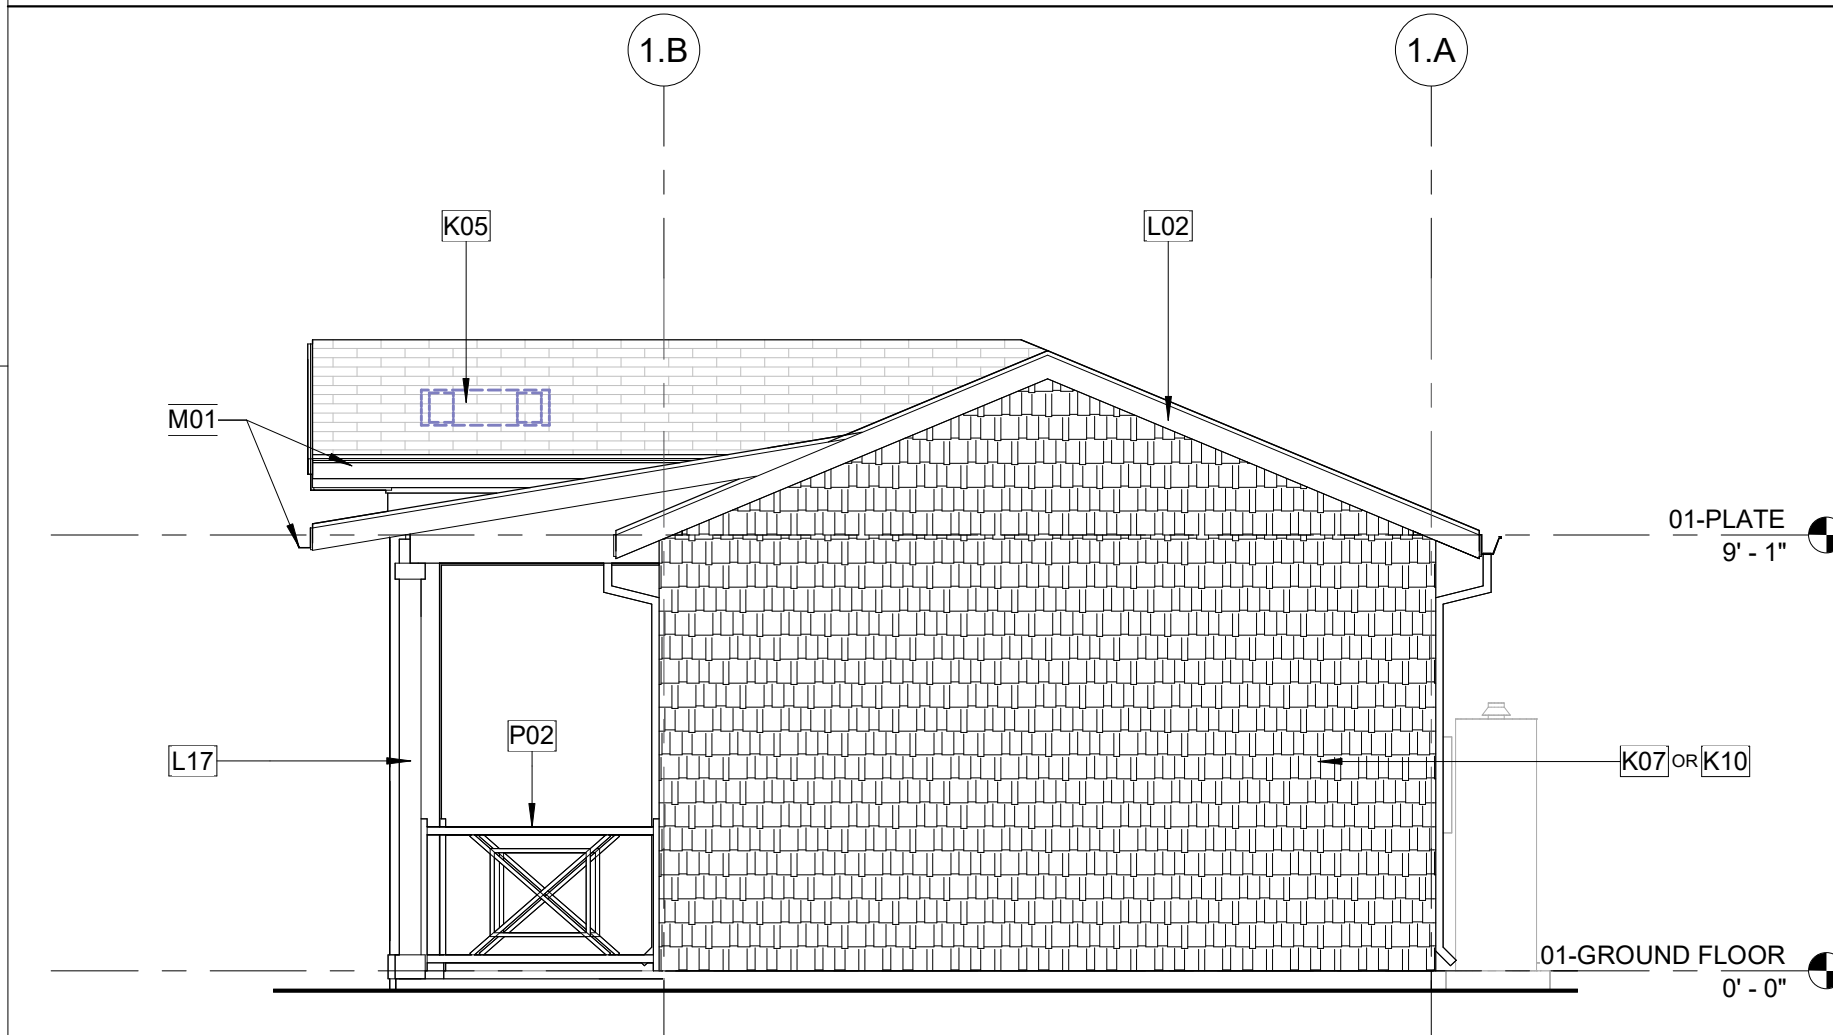 1.B
1.A
K05
L02
M01
01-PLATE
9' - 1"
P02
L17
K07 OR K10
01-GROUND FLOOR
0' - 0"